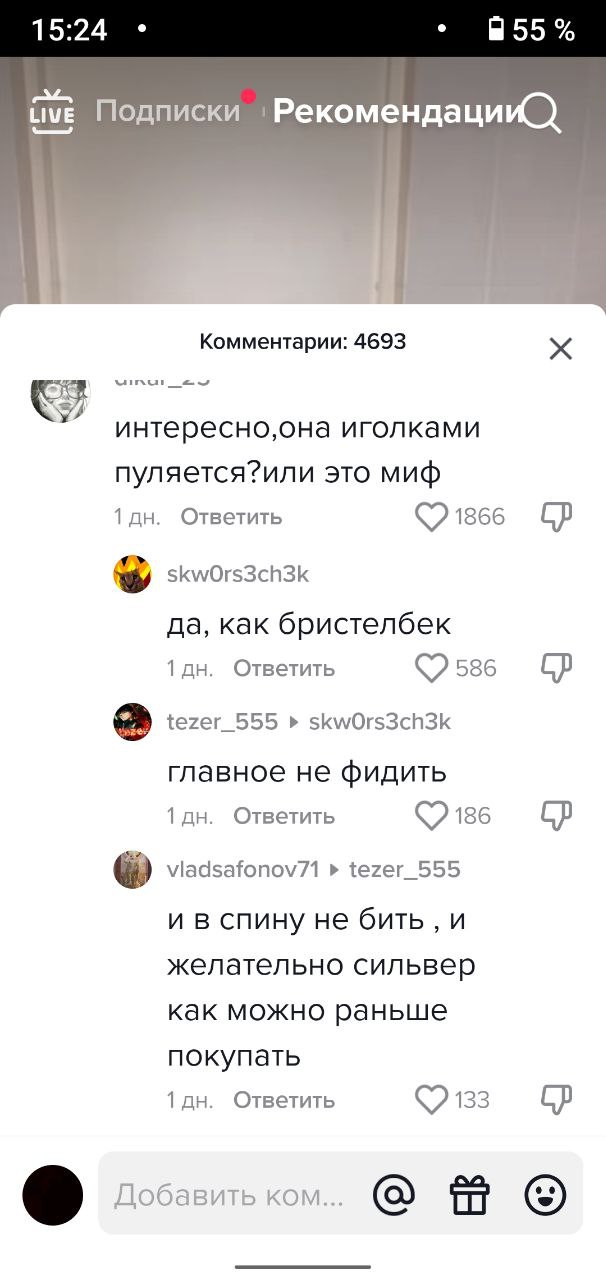 15:24
55 %
LIVE
Подписки
Рекомендации
Комментарии: 4693
интересно,она иголками
пуляется?или это миф
1 дн. Ответить 1866
skw0rs3ch3k
да, как бристелбек
1 дн. Ответить 586
tezer_555 skw0rs3ch3k
главное не фидить
1 дн. Ответить 186
vladsafonov71 tezer_555
и в спину не бить , и
желательно сильвер
как можно раньше
покупать
1 дн. Ответить 133
Добавить ком...